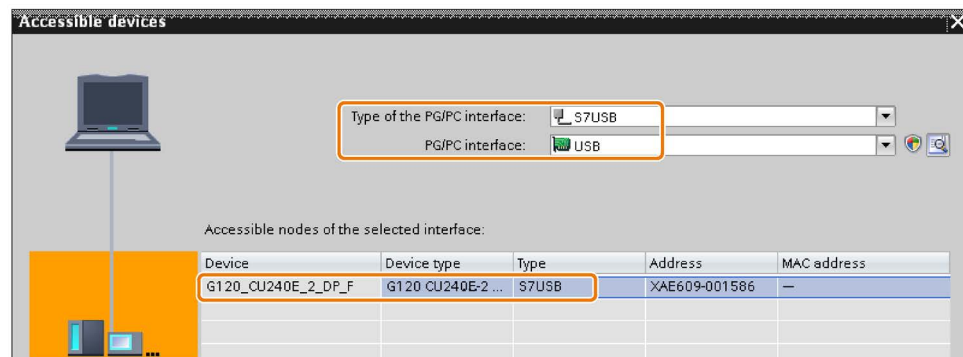 Accessible devices
Type of the PG/PC interface: S7USB
PG/PC interface: USB
Accessible nodes of the selected interface:
Device Device type Type Address MAC address
G120_CU240E_2_DP_F G120 CU240E-2 ... S7USB XAE609-001586 —